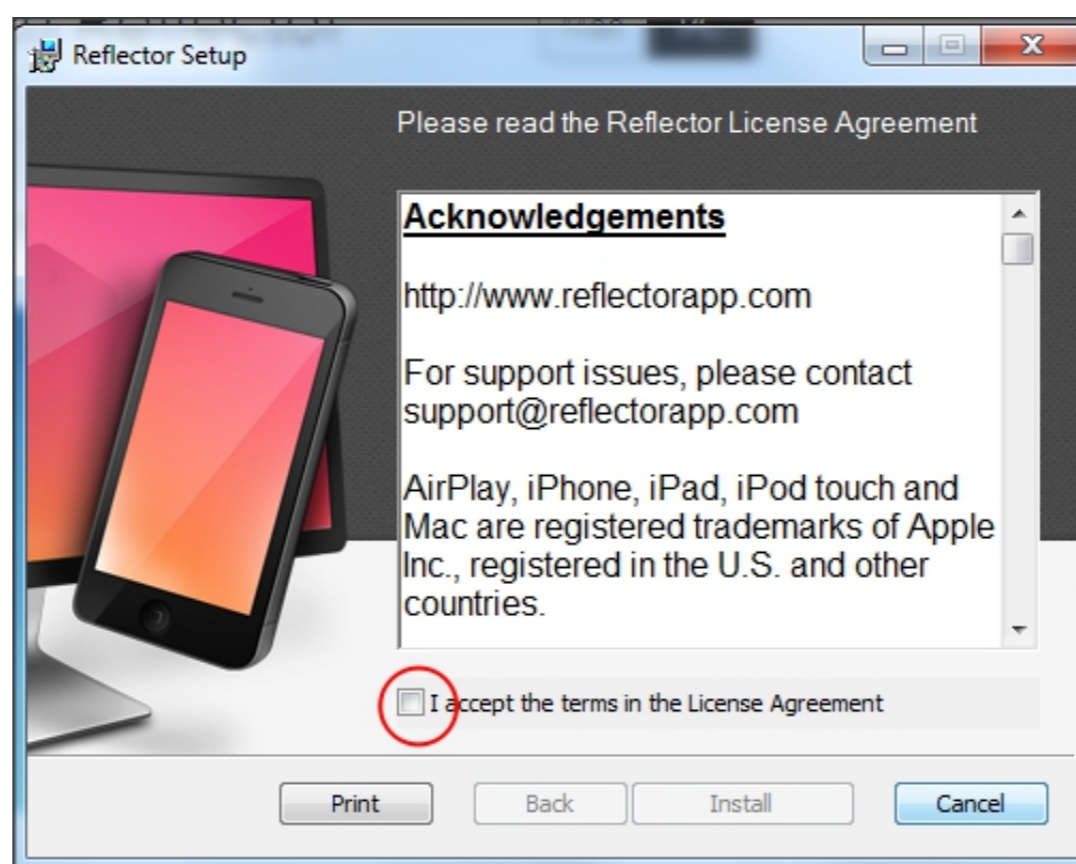 Reflector Setup
Please read the Reflector License Agreement
Acknowledgements
http://www.reflectorapp.com
For support issues, please contact
support@reflectorapp.com
AirPlay, iPhone, iPad, iPod touch and
Mac are registered trademarks of Apple
Inc., registered in the U.S. and other
countries.
I accept the terms in the License Agreement
Print
Back
Install
Cancel